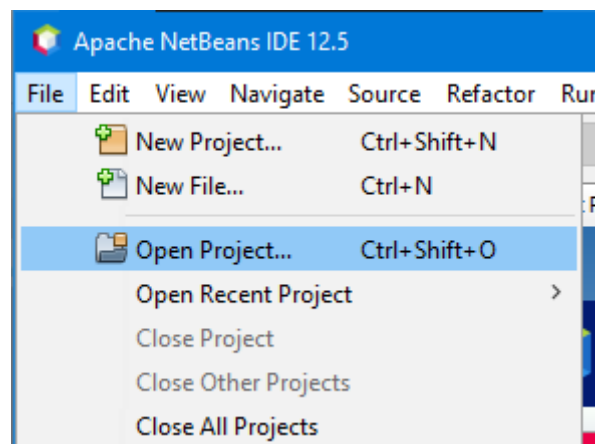 Apache NetBeans IDE 12.5
File Edit View Navigate Source Refactor
New Project... Ctrl+Shift+N
New File... Ctrl+N
Open Project... Ctrl+Shift+O
Open Recent Project >
Close Project
Close Other Projects
Close All Projects